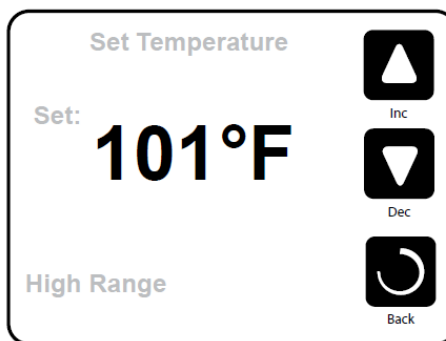 Set Temperature
Inc
Set:
101°F
Dec
High Range
Back